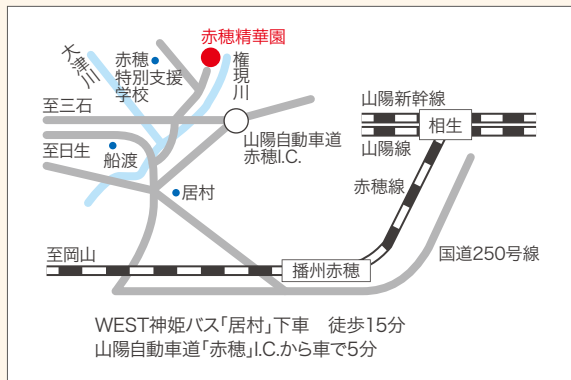 赤穂精華園
大津川
赤穂
特別支援
学校
権現川
至三石
山陽自動車道
赤穂I.C.
至日生
船渡
居村
山陽新幹線
相生
山陽線
赤穂線
至岡山
播州赤穂
国道250号線
WEST神姫バス「居村」下車　徒歩15分
山陽自動車道「赤穂」I.C.から車で5分